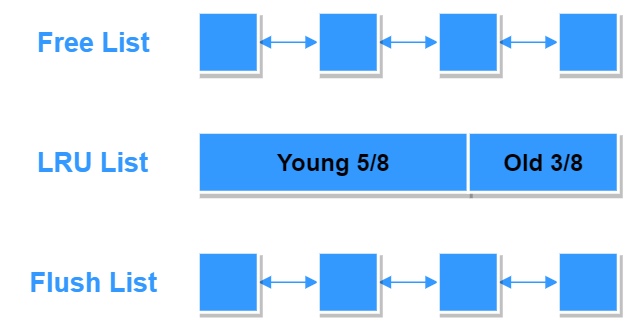 Free List
LRU List
Young 5/8
Old 3/8
Flush List